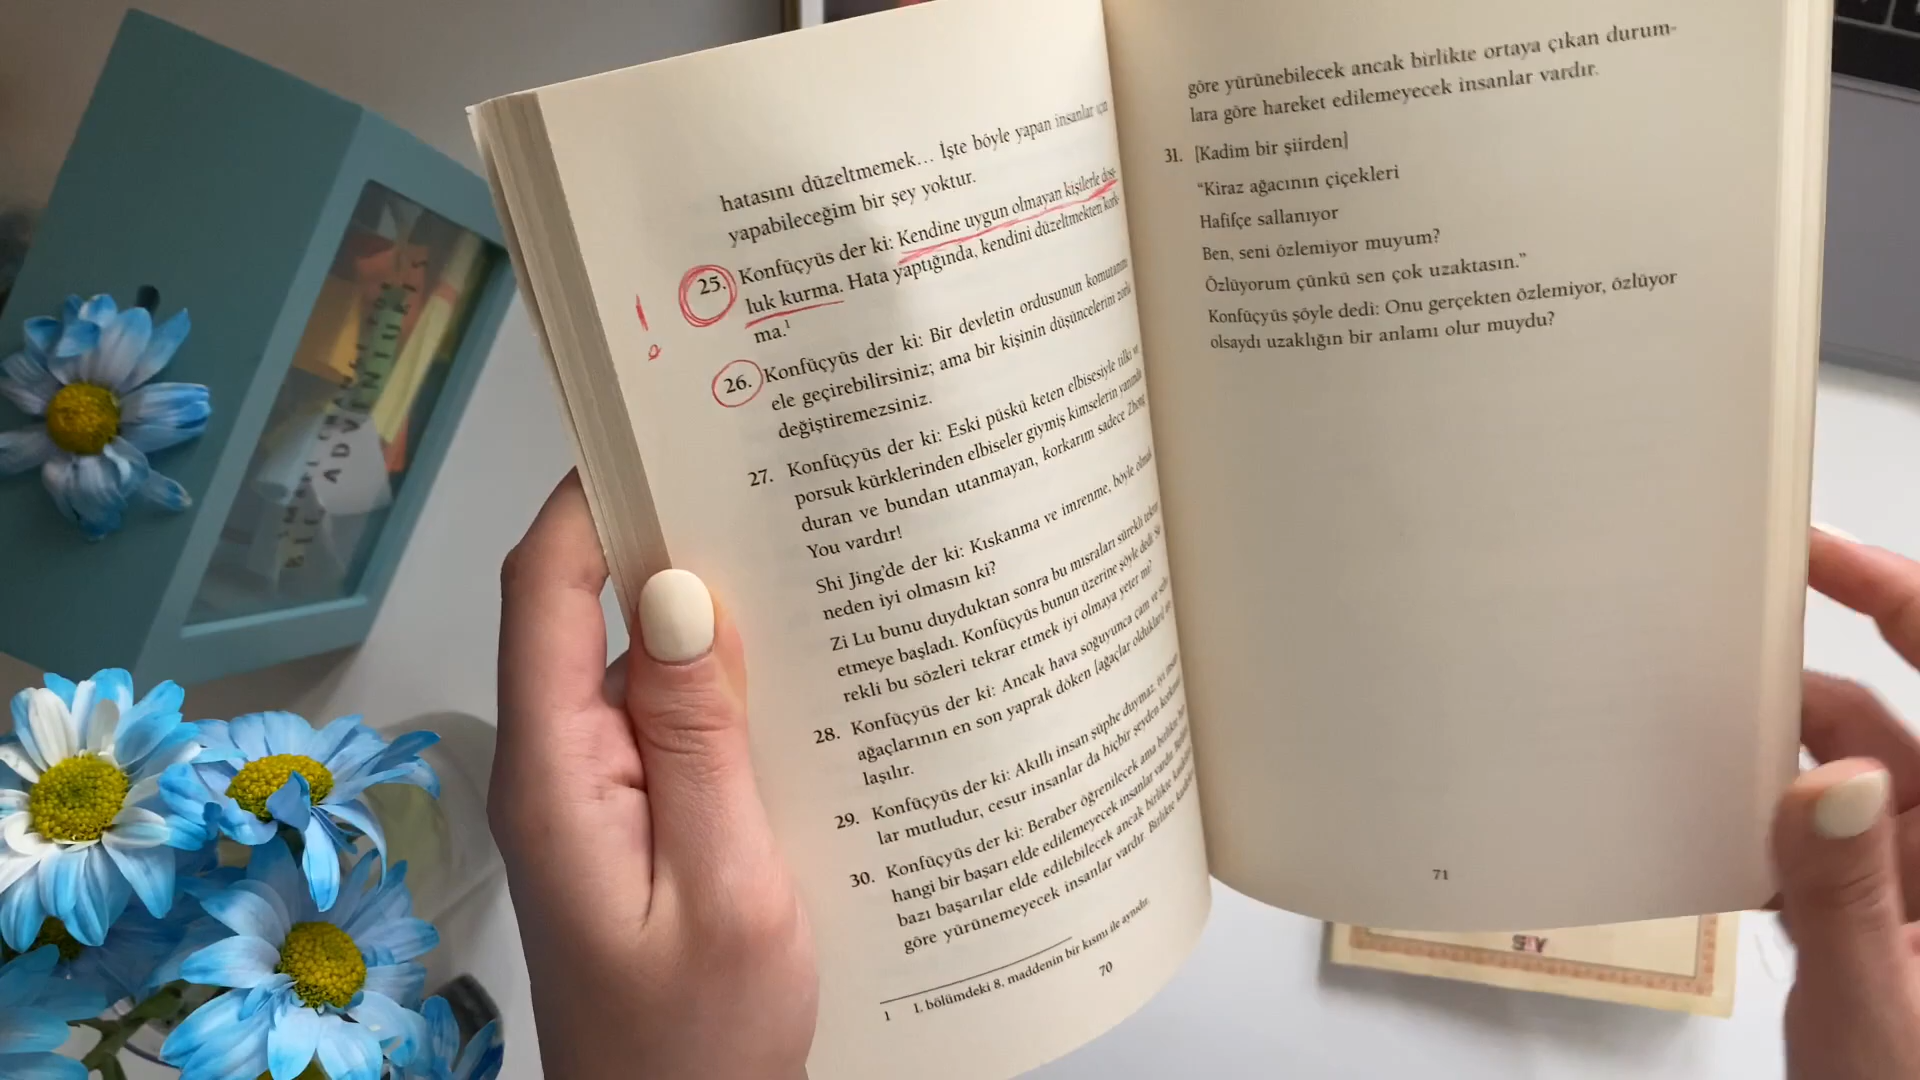 hatasını düzeltmemek... İşte böyle yapan insanlar için
yapabileceğim bir şey yoktur.
25. Konfüçyüs der ki: Kendine uygun olmayan kişilerle dost-
luk kurma. Hata yaptığında, kendini düzeltmekten kork-
ma.¹
26. Konfüçyüs der ki: Bir devletin ordusunun komutanını
ele geçirebilirsiniz; ama bir kişinin düşüncelerini zorla
değiştiremezsiniz.
27. Konfüçyüs der ki: Eski püskü keten elbisesiyle tilki ve
porsuk kürklerinden elbiseler giymiş kimselerin yanında
duran ve bundan utanmayan, korkarım sadece Zhong
You vardır!
Shi Jing'de der ki: Kıskanma ve imrenme, böyle olmak
neden iyi olmasın ki?
Zi Lu bunu duyduktan sonra bu mısraları sürekli tekrar
etmeye başladı. Konfüçyüs bunun üzerine şöyle dedi: Sü-
rekli bu sözleri tekrar etmek iyi olmaya yeter mi?
28. Konfüçyüs der ki: Ancak hava soğuyunca çam ve
ağaçlarının en son yaprak döken [ağaçlar oldukları]
laşılır.
29. Konfüçyüs der ki: Akıllı insan şüphe duymaz, iyi insan-
lar mutludur, cesur insanlar da hiçbir şeyden korkmaz.
30. Konfüçyüs der ki: Beraber öğrenilecek ama birlikte her-
hangi bir başarı elde edilemeyecek insanlar vardır.
bazı başarılar elde edilebilecek ancak birlikte
göre yürünemeyecek insanlar vardır. Birlikte
1 I. bölümdeki 8. maddenin bir kısmı ile aynıdır.
70
göre yürünebilecek ancak birlikte ortaya çıkan durum-
lara göre hareket edilemeyecek insanlar vardır.
31. [Kadim bir şiirden]
"Kiraz ağacının çiçekleri
Hafifçe sallanıyor
Ben, seni özlemiyor muyum?
Özlüyorum çünkü sen çok uzaktasın."
Konfüçyüs şöyle dedi: Onu gerçekten özlemiyor, özlüyor
olsaydı uzaklığın bir anlamı olur muydu?
71
SAY
ADVENTURE